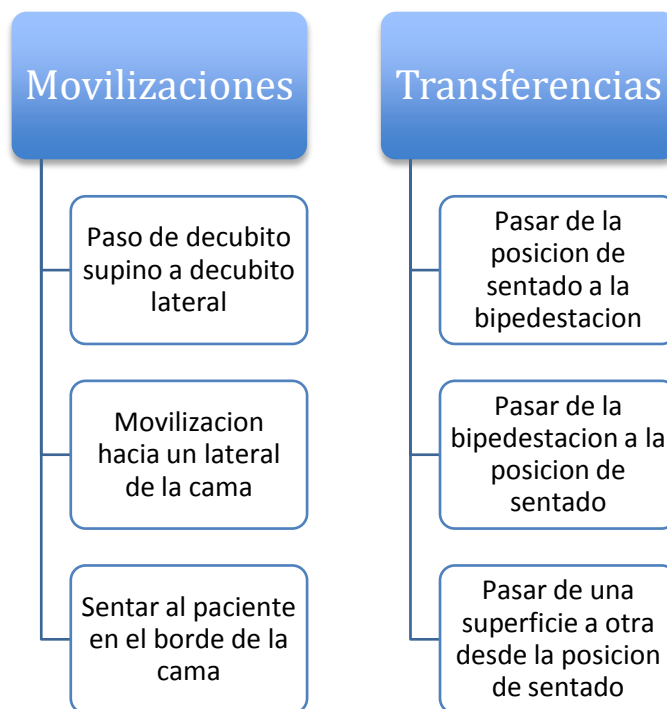 Movilizaciones
Paso de decubito
supino a decubito
lateral
Movilizacion
hacia un lateral
de la cama
Sentar al paciente
en el borde de la
cama
Transferencias
Pasar de la
posicion de
sentado a la
bipedestacion
Pasar de la
bipedestacion a la
posicion de
sentado
Pasar de una
superficie a otra
desde la posicion
de sentado